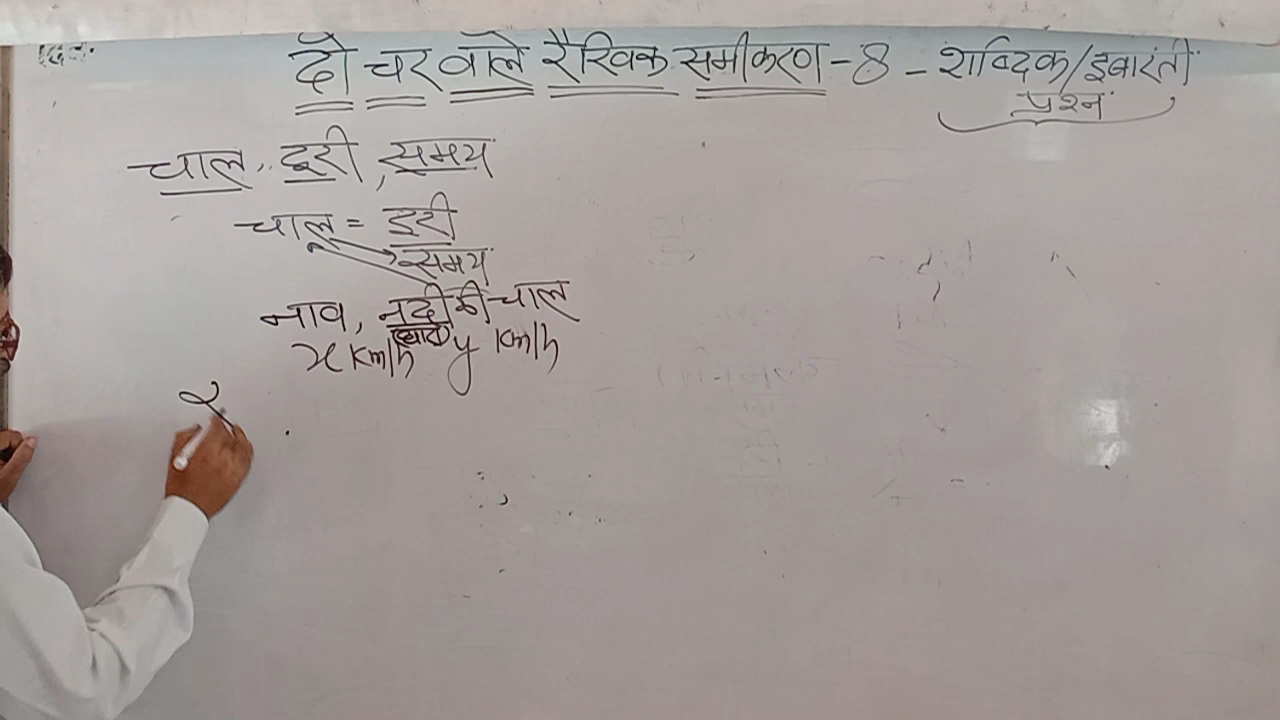 दो चर वाले रैखिक समीकरण - 8 - शाब्दिक/इबारती
प्रश्न
चाल, दूरी, समय
चाल = दूरी
समय
नाव, नदी की चाल
x km/h y km/h